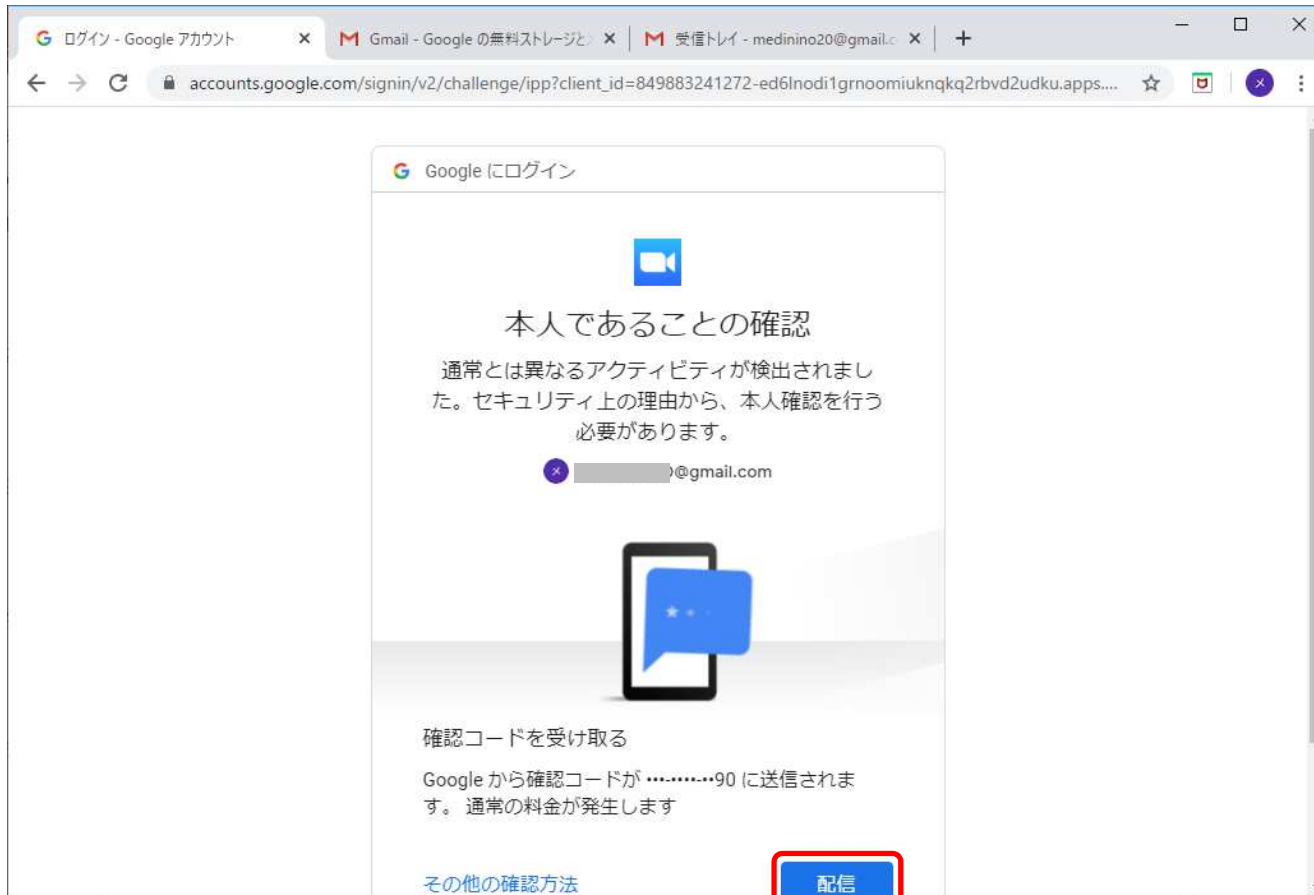 ログイン - Google アカウント
Gmail - Google の無料ストレージと
受信トレイ - medinino20@gmail.c
accounts.google.com/signin/v2/challenge/ipp?client_id=849883241272-ed6lnodi1grnoomiuknqkq2rbvd2udku.apps....
メ
G Google にログイン
本人であることの確認
通常とは異なるアクティビティが検出されまし
た。セキュリティ上の理由から、本人確認を行う
必要があります。
メ @gmail.com
確認コードを受け取る
Google から確認コードが •••-••••-••90 に送信されま
す。 通常の料金が発生します
その他の確認方法
配信